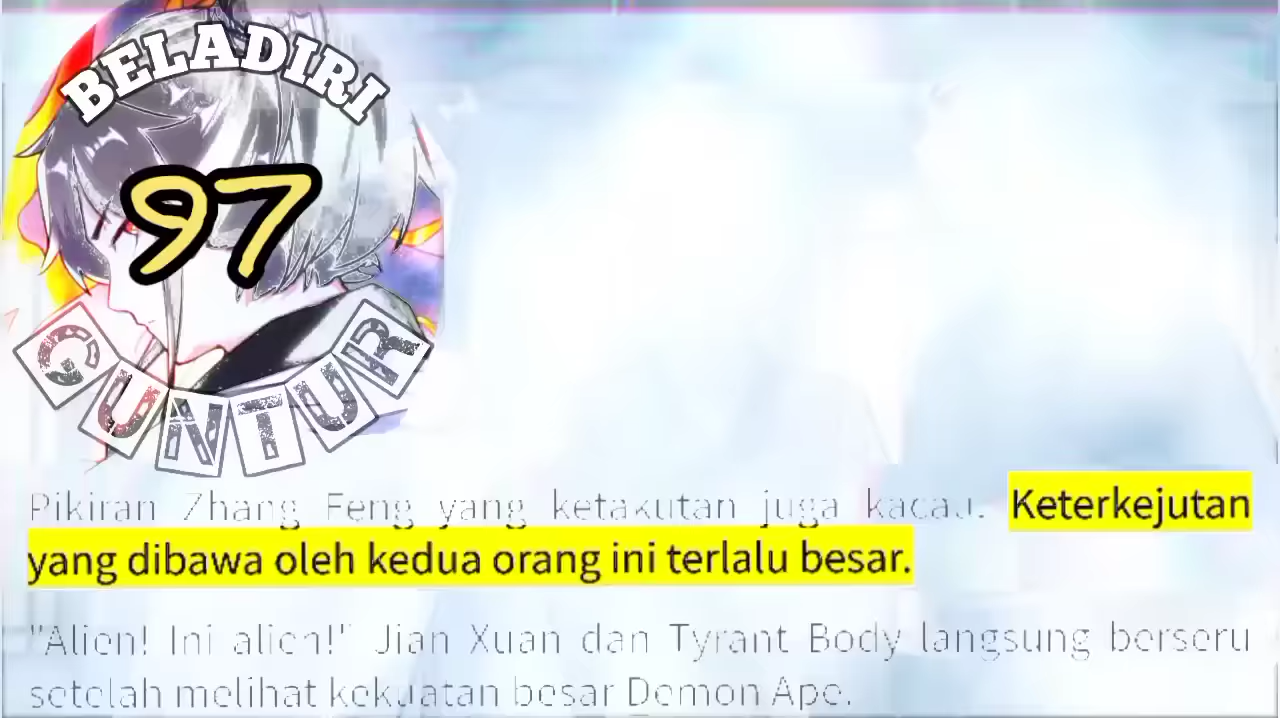 BELADIRI
97
GUNTUR
Pikiran Zhang Feng yang ketakutan juga kacau. Keterkejutan
yang dibawa oleh kedua orang ini terlalu besar.
"Alien! Ini alien!" Jian Xuan dan Tyrant Body langsung berseru
setelah melihat kekuatan besar Demon Ape.